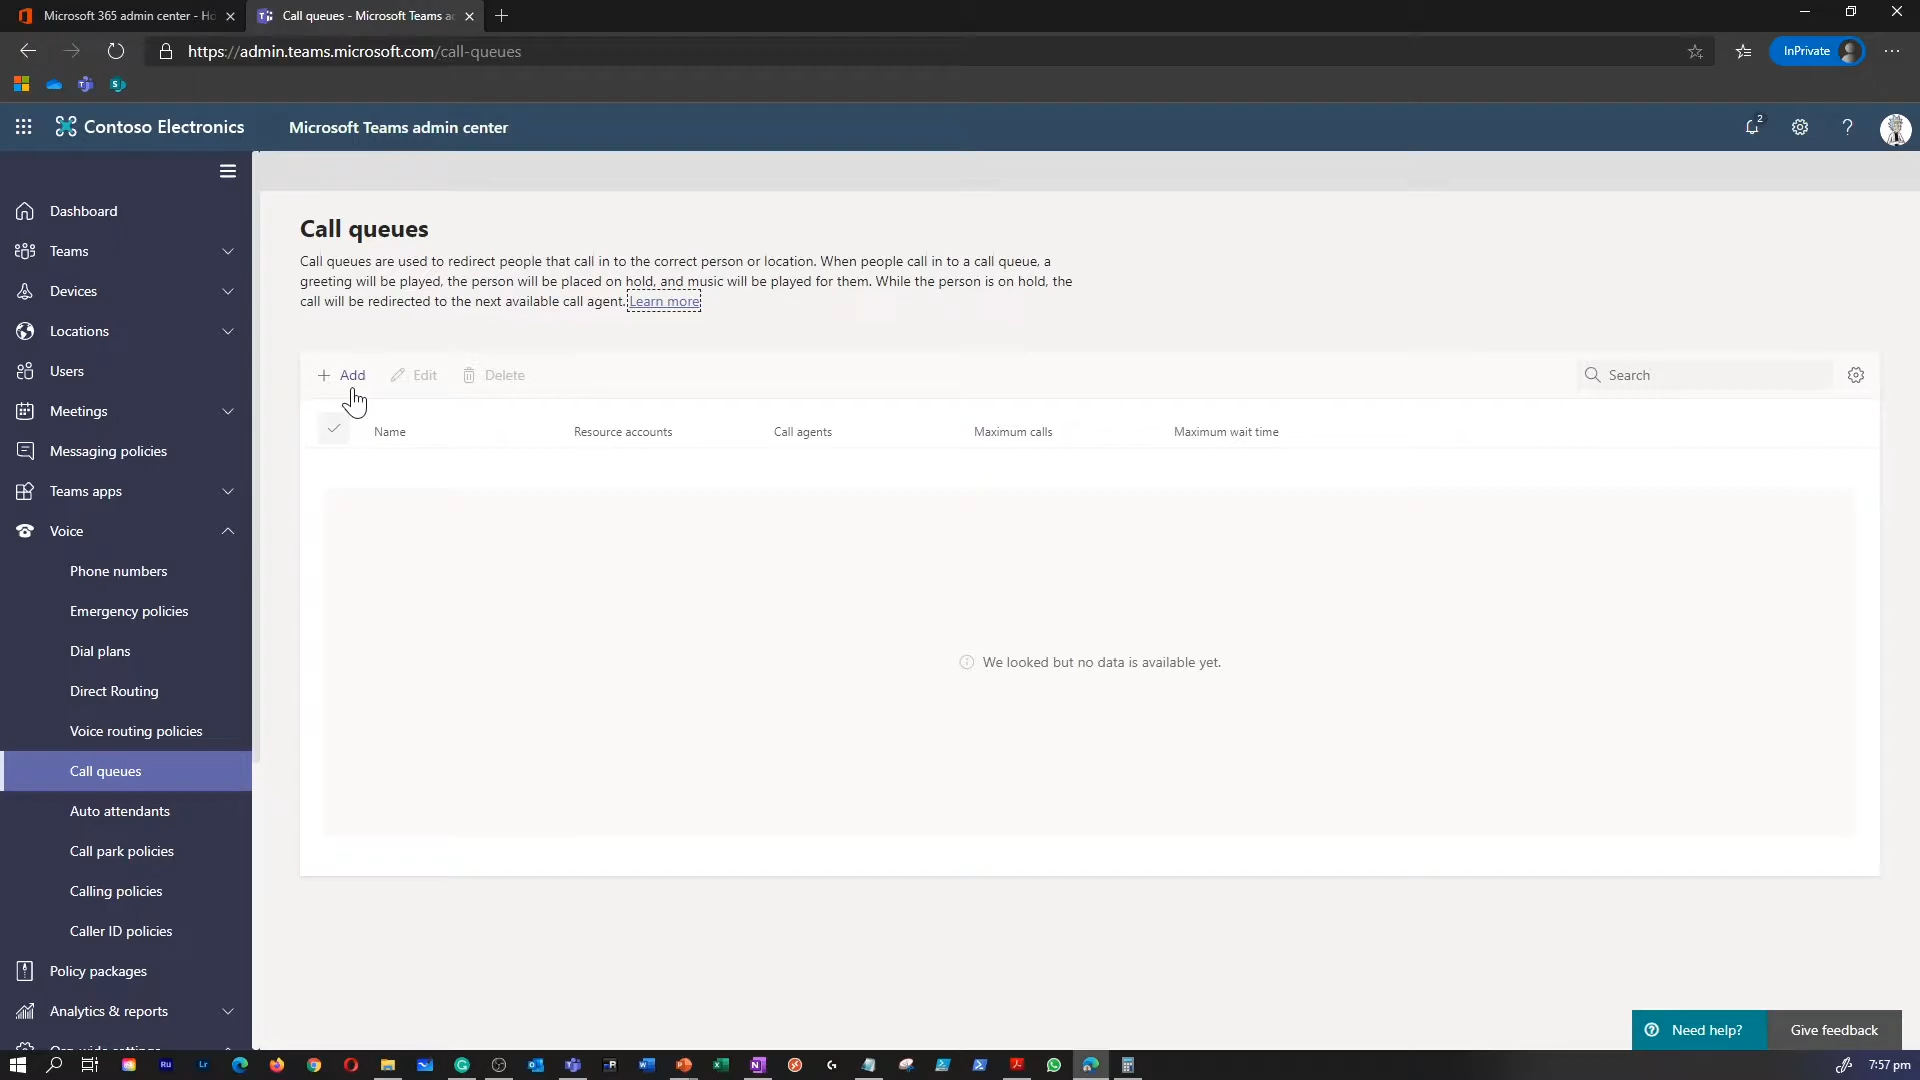 Microsoft 365 admin center - Ho
Call queues - Microsoft Teams a
https://admin.teams.microsoft.com/call-queues
InPrivate
Contoso Electronics
Microsoft Teams admin center
2
Dashboard
Teams
Devices
Locations
Users
Meetings
Messaging policies
Teams apps
Voice
Phone numbers
Emergency policies
Dial plans
Direct Routing
Voice routing policies
Call queues
Auto attendants
Call park policies
Calling policies
Caller ID policies
Policy packages
Analytics & reports
Org-wide settings
Call queues
Call queues are used to redirect people that call in to the correct person or location. When people call in to a call queue, a
greeting will be played, the person will be placed on hold, and music will be played for them. While the person is on hold, the
call will be redirected to the next available call agent. Learn more
Add
Edit
Delete
Search
Name
Resource accounts
Call agents
Maximum calls
Maximum wait time
We looked but no data is available yet.
Need help?
Give feedback
7:57 pm